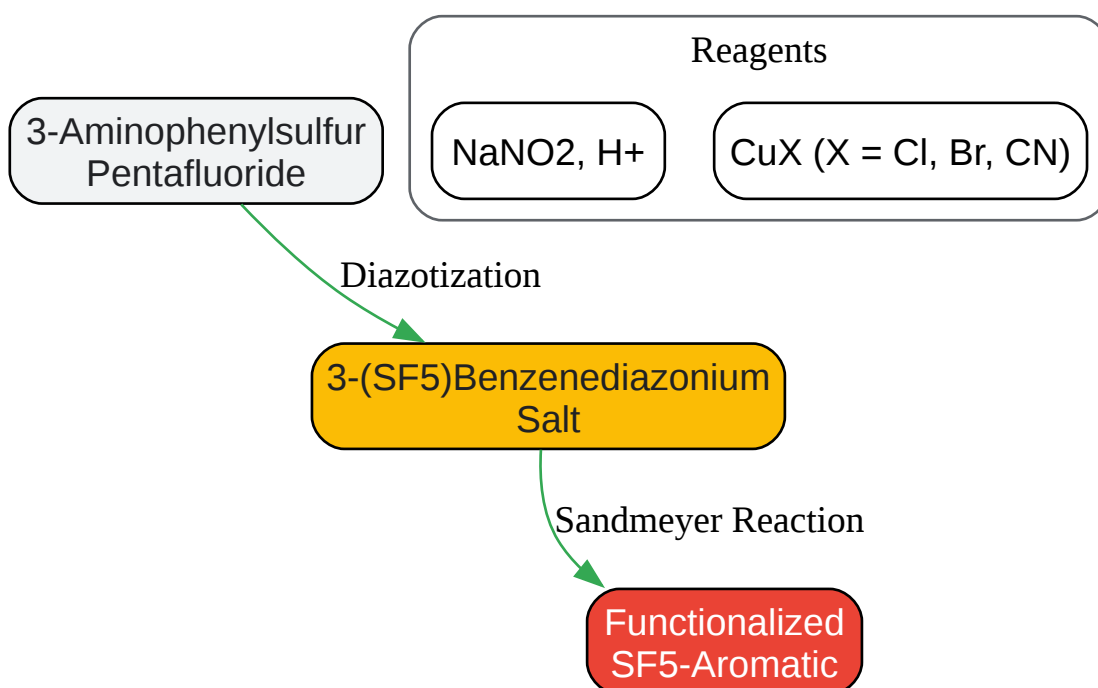 Reagents
3-Aminophenylsulfur
Pentafluoride
NaNO2, H+
CuX (X = Cl, Br, CN)
Diazotization
3-(SF5)Benzenediazonium
Salt
Sandmeyer Reaction
Functionalized
SF5-Aromatic